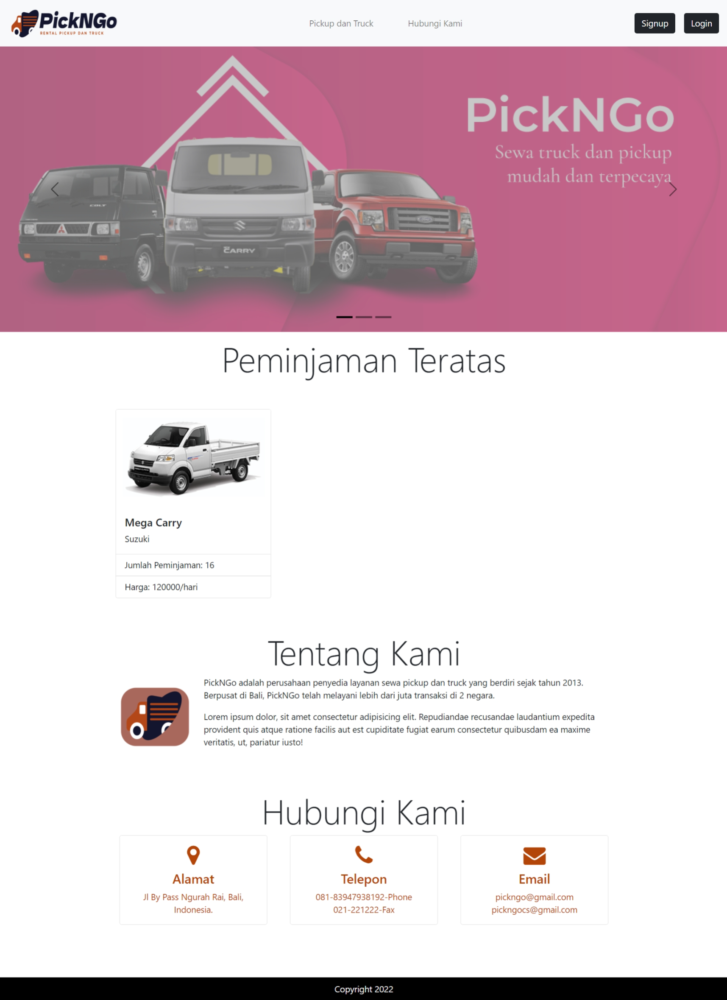 PickNGo
RENTAL PICKUP DAN TRUCK
Pickup dan Truck
Hubungi Kami
Signup
Login
PickNGo
Sewa truck dan pickup
mudah dan terpecaya
COLT
CARRY
Ford
Peminjaman Teratas
Mega Carry
Suzuki
Jumlah Peminjaman: 16
Harga: 120000/hari
Tentang Kami
PickNGo adalah perusahaan penyedia layanan sewa pickup dan truck yang berdiri sejak tahun 2013.
Berpusat di Bali, PickNGo telah melayani lebih dari juta transaksi di 2 negara.
Lorem ipsum dolor, sit amet consectetur adipisicing elit. Repudiandae recusandae laudantium expedita
provident quis atque ratione facilis aut est cupiditate fugiat earum consectetur quibusdam ea maxime
veritatis, ut, pariatur iusto!
Hubungi Kami
Alamat
Jl By Pass Ngurah Rai, Bali,
Indonesia.
Telepon
081-83947938192-Phone
021-221222-Fax
Email
pickngo@gmail.com
pickngocs@gmail.com
Copyright 2022